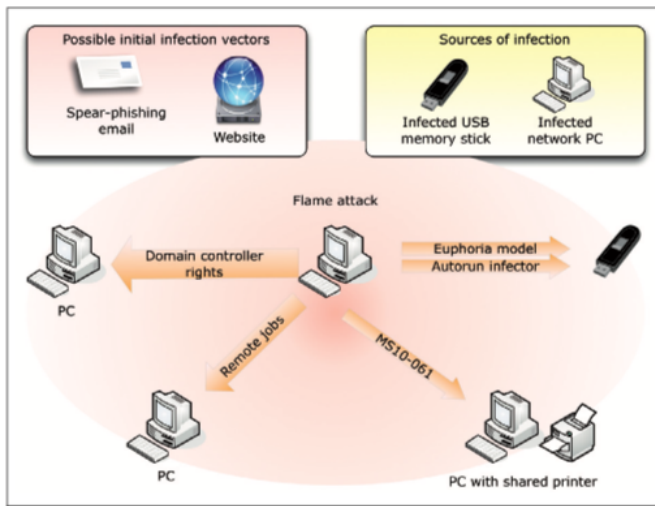 Possible initial infection vectors
Spear-phishing
email
Website
Sources of infection
Infected USB
memory stick
Infected
network PC
Flame attack
Domain controller
rights
Euphoria model
Autorun infector
PC
Remote jobs
MS10-061
PC
PC with shared printer